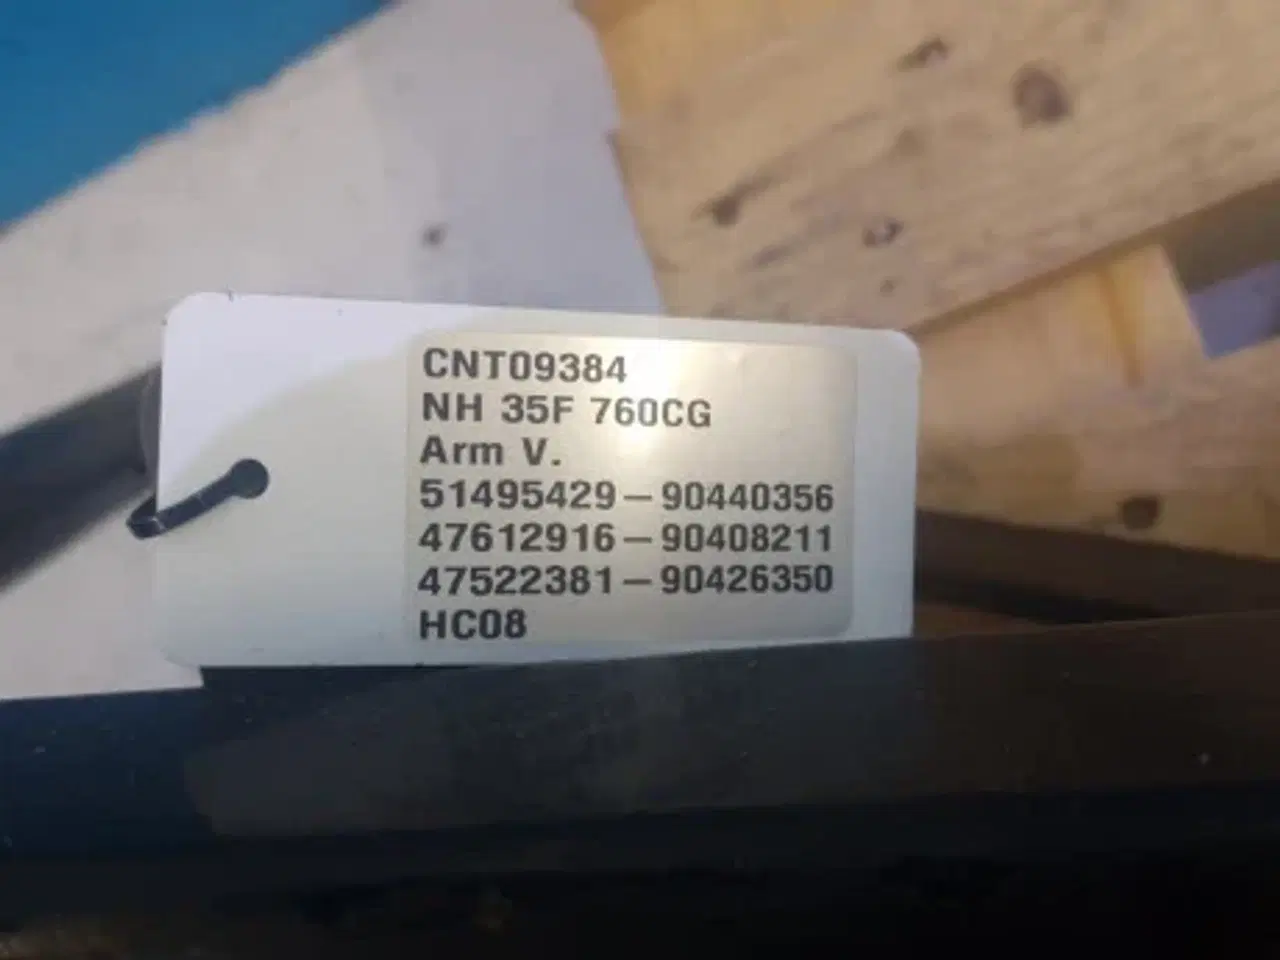 CNT09384
NH 35F 760CG
Arm V.
51495429-90440356
47612916-90408211
47522381-90426350
HC08